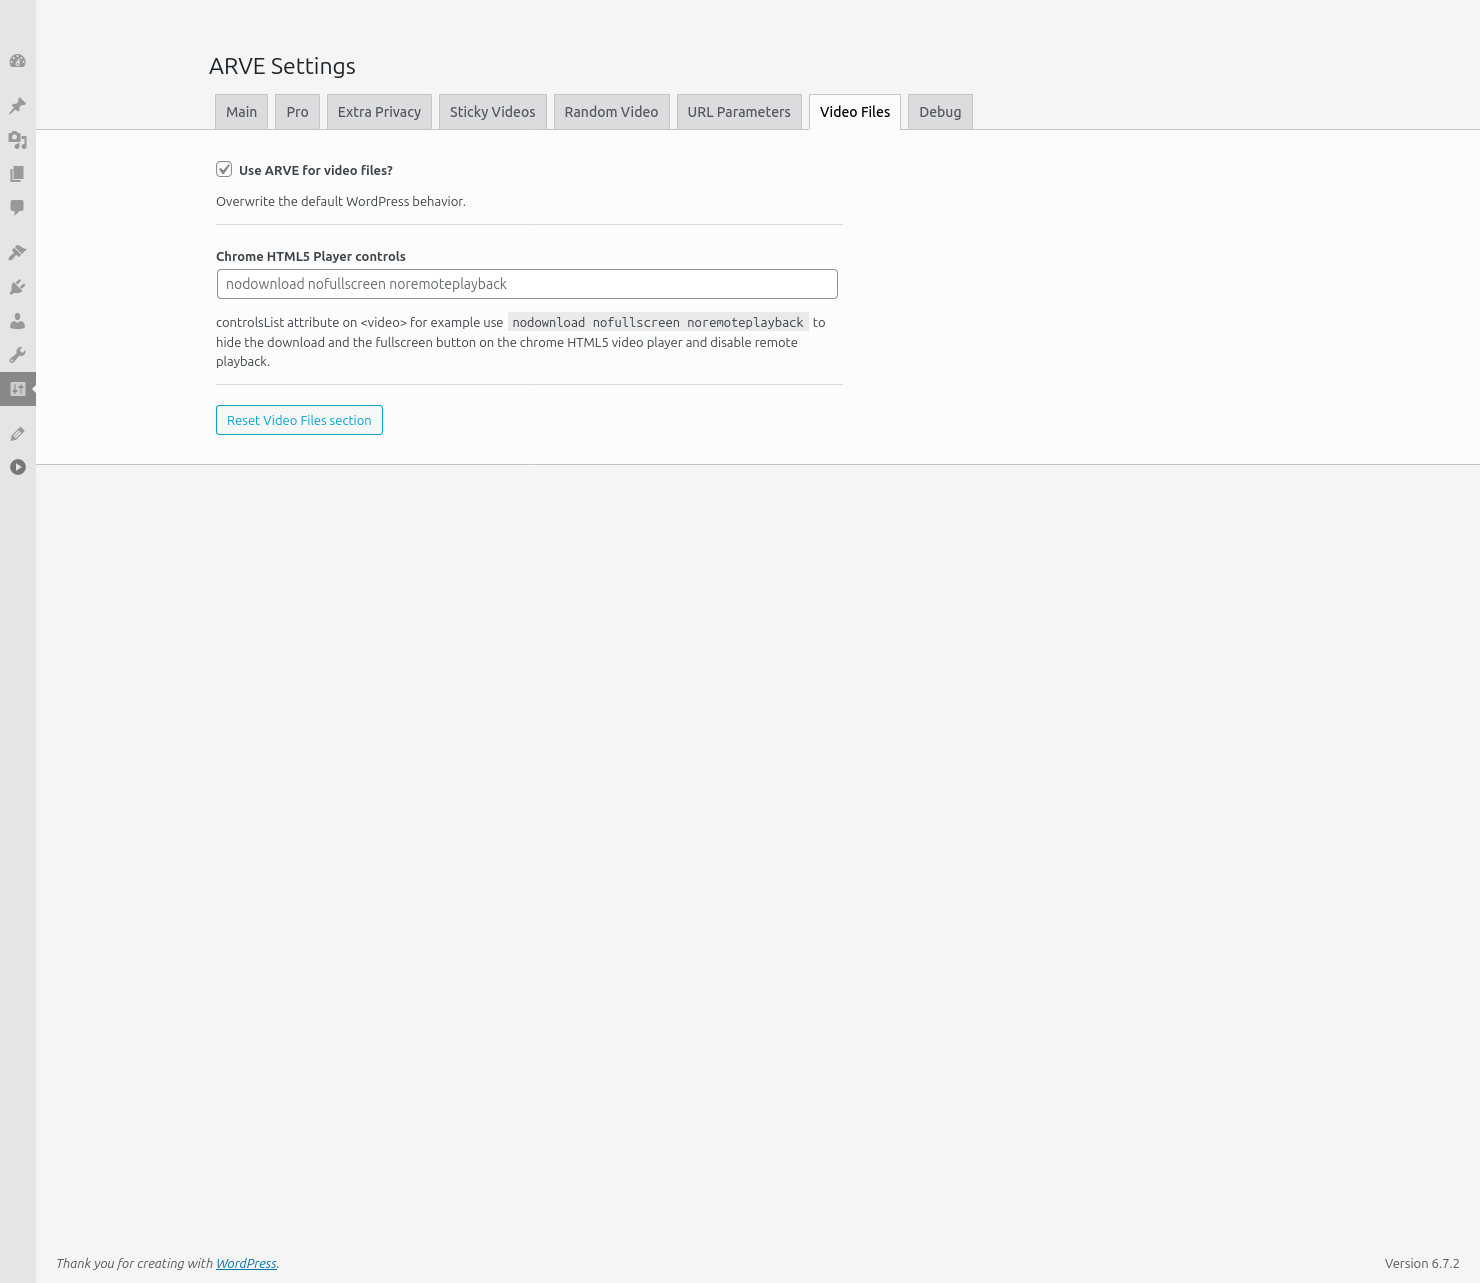 ARVE Settings
Main Pro Extra Privacy Sticky Videos Random Video URL Parameters Video Files Debug
Use ARVE for video files?
Overwrite the default WordPress behavior.
Chrome HTML5 Player controls
nodownload nofullscreen noremoteplayback
controlsList attribute on <video> for example use nodownload nofullscreen noremoteplayback to
hide the download and the fullscreen button on the chrome HTML5 video player and disable remote
playback.
Reset Video Files section
Thank you for creating with WordPress. Version 6.7.2